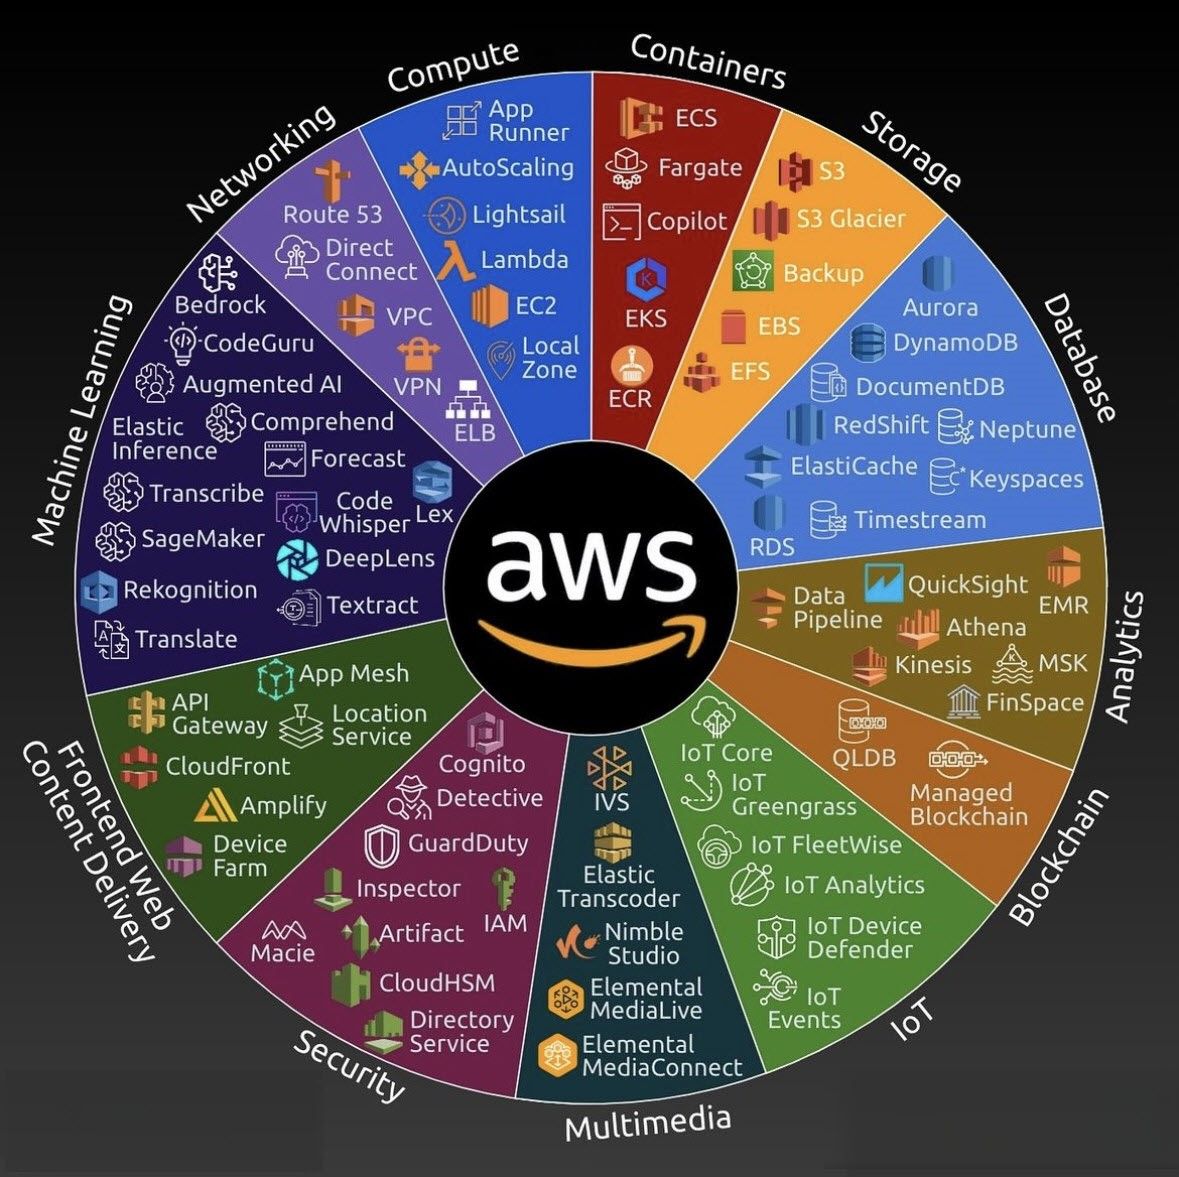 Compute
App
Runner
AutoScaling
Lightsail
Lambda
EC2
Local
Zone
Containers
ECS
Fargate
Copilot
EKS
ECR
Storage
S3
S3 Glacier
Backup
EBS
EFS
Database
Aurora
DynamoDB
DocumentDB
RedShift
Neptune
ElastiCache
Keyspaces
Timestream
RDS
Analytics
QuickSight
EMR
Data
Pipeline
Athena
Kinesis
MSK
FinSpace
Blockchain
QLDB
Managed
Blockchain
IoT
IoT Core
IoT
Greengrass
IoT FleetWise
IoT Analytics
IoT Device
Defender
IoT
Events
Multimedia
IVS
Elastic
Transcoder
Nimble
Studio
Elemental
MediaLive
Elemental
MediaConnect
Security
Cognito
Detective
GuardDuty
Inspector
IAM
Macie
Artifact
CloudHSM
Directory
Service
Frontend Web
Content Delivery
App Mesh
API
Gateway
Location
Service
CloudFront
Amplify
Device
Farm
Machine Learning
Bedrock
CodeGuru
Augmented AI
Elastic
Inference
Comprehend
Forecast
Transcribe
Code
Whisper
Lex
SageMaker
DeepLens
Rekognition
Textract
Translate
Networking
Route 53
Direct
Connect
VPC
VPN
ELB
aws